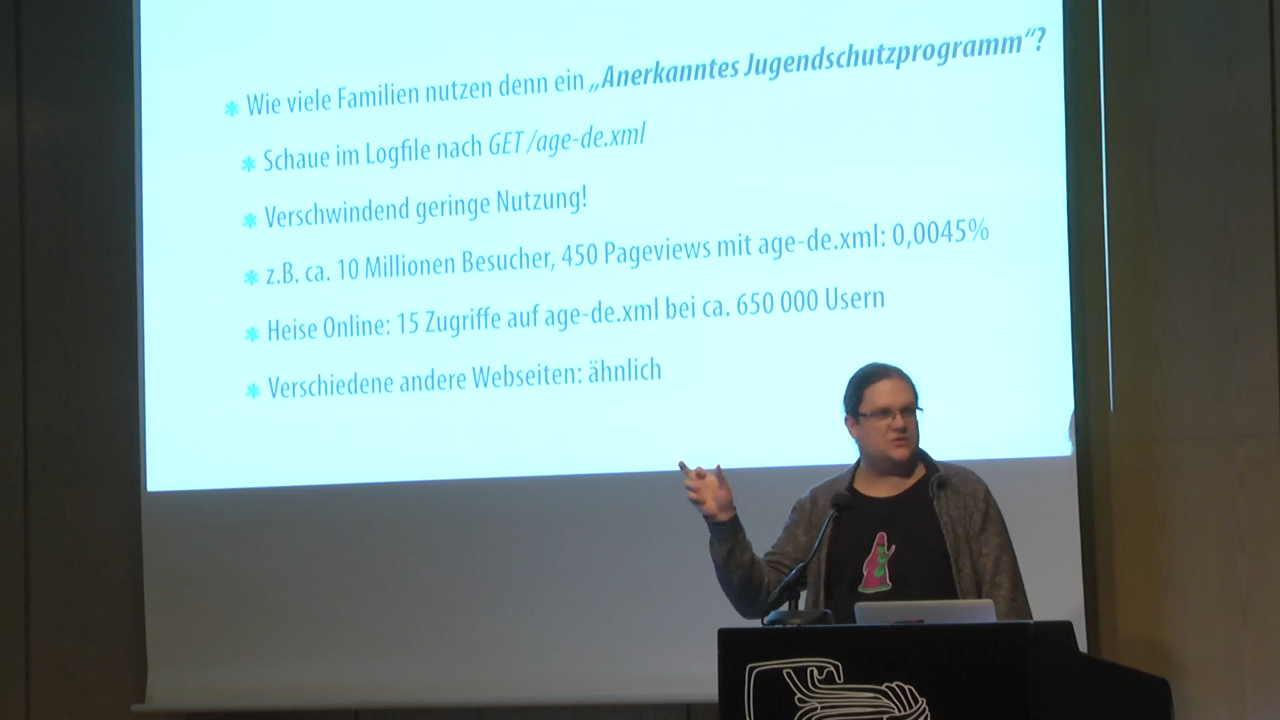 Wie viele Familien nutzen denn ein „Anerkanntes Jugendschutzprogramm“?
Schaue im Logfile nach GET /age-de.xml
Verschwindend geringe Nutzung!
z.B. ca. 10 Millionen Besucher, 450 Pageviews mit age-de.xml: 0,0045%
Heise Online: 15 Zugriffe auf age-de.xml bei ca. 650 000 Usern
Verschiedene andere Webseiten: ähnlich